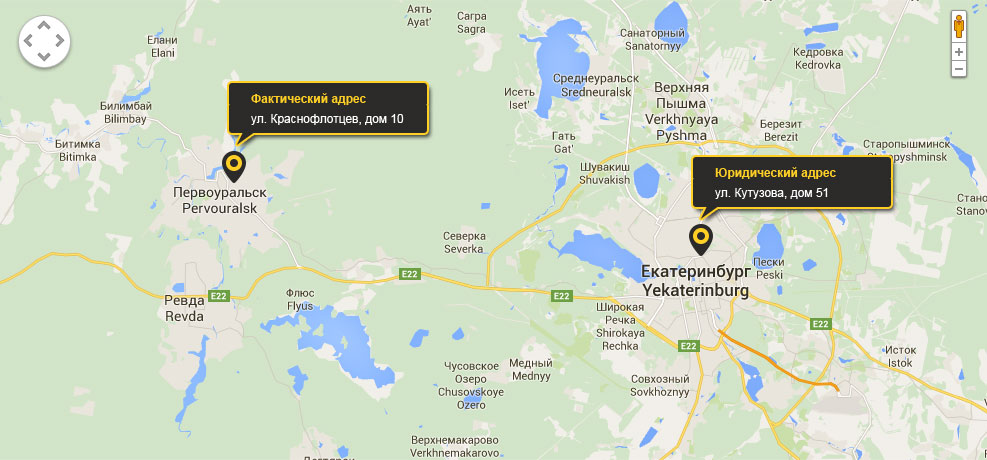 Аять
Ayat'
Сагра
Sagra
Санаторный
Sanatornyy
Елани
Elani
Кедровка
Kedrovka
Среднеуральск
Sredneuralsk
Исеть
Iset'
Верхняя
Пышма
Verkhnyaya
Pyshma
Билимбай
Bilimbay
Фактический адрес
ул. Краснофлотцев, дом 10
Березит
Berezit
Битимка
Bitimka
Гать
Gat'
Старопышминск
Staropyshminsk
Шувакиш
Shuvakish
Юридический адрес
ул. Кутузова, дом 51
Первоуральск
Pervouralsk
Северка
Severka
Екатеринбург
Yekaterinburg
Пески
Peski
E22
Ревда
Revda
E22
Флюс
Flyus
E22
Широкая
Речка
Shirokaya
Rechka
E22
E22
Исток
Istok
Чусовское
Озеро
Chusovskoye
Ozero
Медный
Mednyy
Совхозный
Sovkhoznyy
Верхнемакарово
Verkhnemakarovo